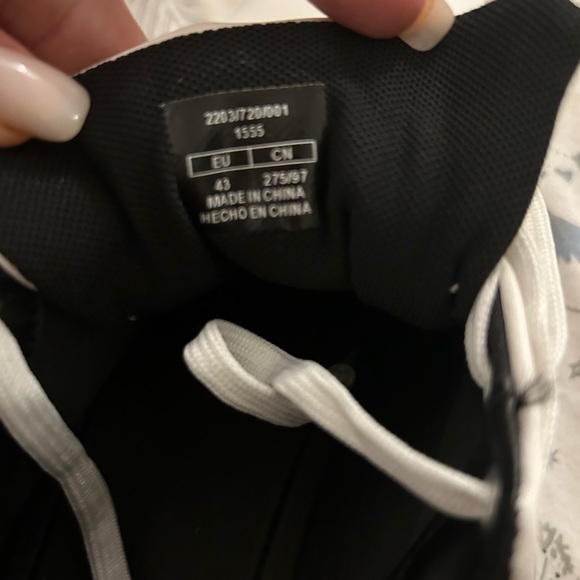 2203/720/001
1555
EU CN
43 275/97
MADE IN CHINA
HECHO EN CHINA